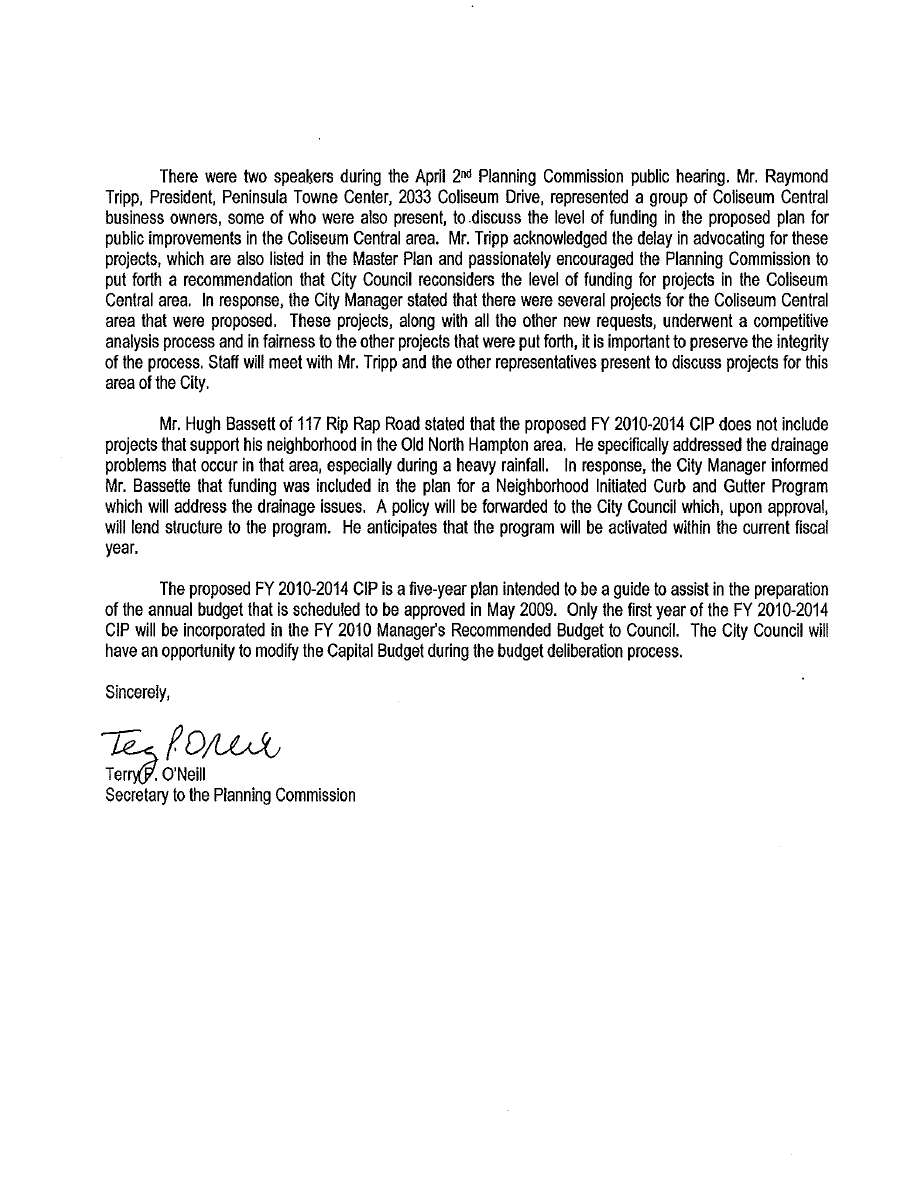 There were two speakers during the April 2nd Planning Commission public hearing. Mr. Raymond
Tripp, President, Peninsula Towne Center, 2033 Coliseum Drive, represented a group of Coliseum Central
business owners, some of who were also present, to discuss the level of funding in the proposed plan for
public improvements in the Coliseum Central area. Mr. Tripp acknowledged the delay in advocating for these
projects, which are also listed in the Master Plan and passionately encouraged the Planning Commission to
put forth a recommendation that City Council reconsiders the level of funding for projects in the Coliseum
Central area. In response, the City Manager stated that there were several projects for the Coliseum Central
area that were proposed. These projects, along with all the other new requests, underwent a competitive
analysis process and in fairness to the other projects that were put forth, it is important to preserve the integrity
of the process. Staff will meet with Mr. Tripp and the other representatives present to discuss projects for this
area of the City.
Mr. Hugh Bassett of 117 Rip Rap Road stated that the proposed FY 2010-2014 CIP does not include
projects that support his neighborhood in the Old North Hampton area. He specifically addressed the drainage
problems that occur in that area, especially during a heavy rainfall. In response, the City Manager informed
Mr. Bassette that funding was included in the plan for a Neighborhood Initiated Curb and Gutter Program
which will address the drainage issues. A policy will be forwarded to the City Council which, upon approval,
will lend structure to the program. He anticipates that the program will be activated within the current fiscal
year.
The proposed FY 2010-2014 CIP is a five-year plan intended to be a guide to assist in the preparation
of the annual budget that is scheduled to be approved in May 2009. Only the first year of the FY 2010-2014
CIP will be incorporated in the FY 2010 Manager's Recommended Budget to Council. The City Council will
have an opportunity to modify the Capital Budget during the budget deliberation process.
Sincerely,
Terry P. O'Neill
Secretary to the Planning Commission